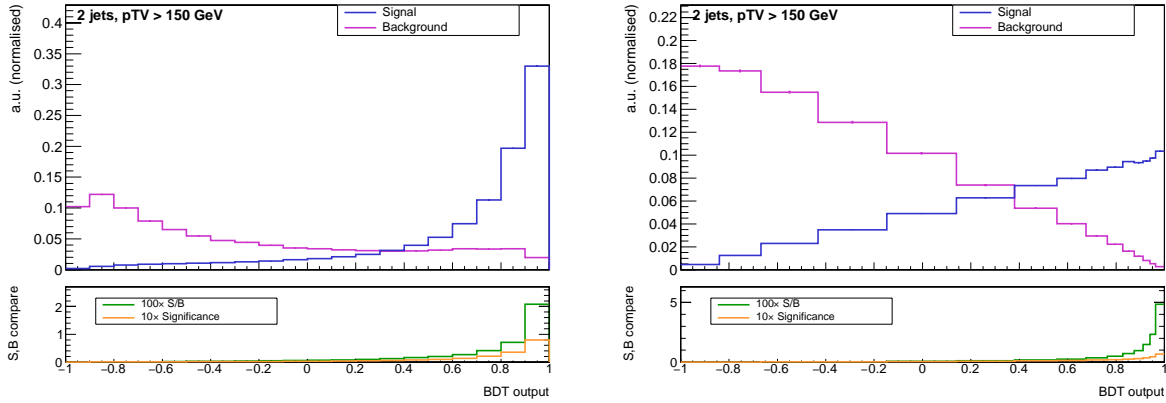 2 jets, pTV > 150 GeV
Signal
Background
a.u. (normalised)
0.4
0.35
0.3
0.25
0.2
0.15
0.1
0.05
0
100× S/B
10× Significance
S,B compare
2
1
0
−1 −0.8 −0.6 −0.4 −0.2 0 0.2 0.4 0.6 0.8 1
BDT output
2 jets, pTV > 150 GeV
Signal
Background
a.u. (normalised)
0.22
0.2
0.18
0.16
0.14
0.12
0.1
0.08
0.06
0.04
0.02
0
100× S/B
10× Significance
S,B compare
5
0
−1 −0.8 −0.6 −0.4 −0.2 0 0.2 0.4 0.6 0.8 1
BDT output